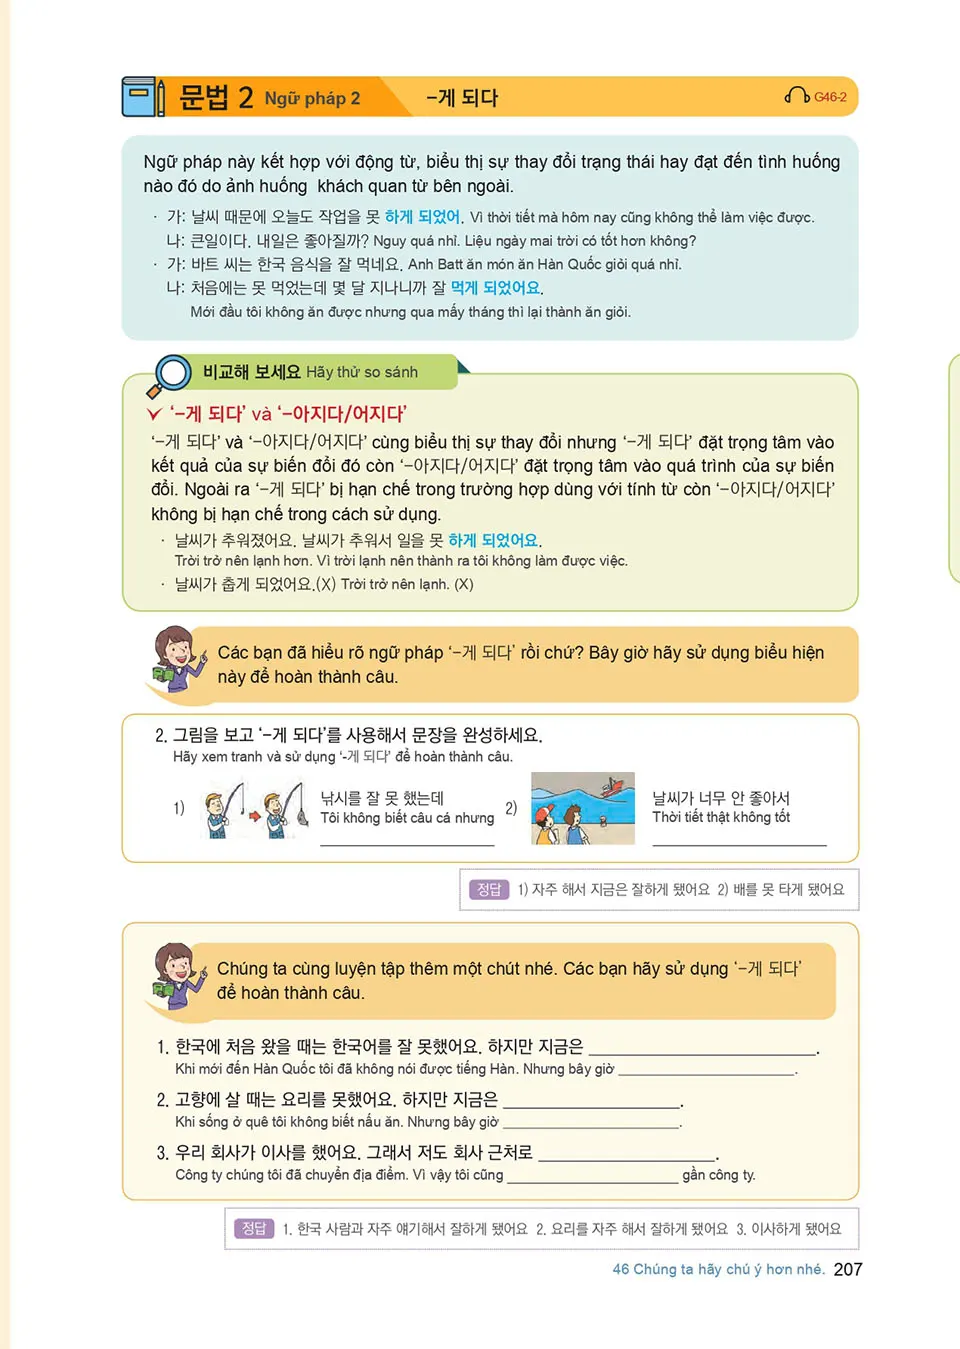 문법 2 Ngữ pháp 2 -게 되다 G46-2
Ngữ pháp này kết hợp với động từ, biểu thị sự thay đổi trạng thái hay đạt đến tình huống
nào đó do ảnh huống khách quan từ bên ngoài.
· 가: 날씨 때문에 오늘도 작업을 못 하게 되었어. Vì thời tiết mà hôm nay cũng không thể làm việc được.
나: 큰일이다. 내일은 좋아질까? Nguy quá nhỉ. Liệu ngày mai trời có tốt hơn không?
· 가: 바트 씨는 한국 음식을 잘 먹네요. Anh Batt ăn món ăn Hàn Quốc giỏi quá nhỉ.
나: 처음에는 못 먹었는데 몇 달 지나니까 잘 먹게 되었어요.
Mới đầu tôi không ăn được nhưng qua mấy tháng thì lại thành ăn giỏi.
비교해 보세요 Hãy thử so sánh
‘-게 되다’ và ‘-아지다/어지다’
‘-게 되다’ và ‘-아지다/어지다’ cùng biểu thị sự thay đổi nhưng ‘-게 되다’ đặt trọng tâm vào
kết quả của sự biến đổi đó còn ‘-아지다/어지다’ đặt trọng tâm vào quá trình của sự biến
đổi. Ngoài ra ‘-게 되다’ bị hạn chế trong trường hợp dùng với tính từ còn ‘-아지다/어지다’
không bị hạn chế trong cách sử dụng.
· 날씨가 추워졌어요. 날씨가 추워서 일을 못 하게 되었어요.
Trời trở nên lạnh hơn. Vì trời lạnh nên thành ra tôi không làm được việc.
· 날씨가 춥게 되었어요.(X) Trời trở nên lạnh. (X)
Các bạn đã hiểu rõ ngữ pháp ‘-게 되다’ rồi chứ? Bây giờ hãy sử dụng biểu hiện
này để hoàn thành câu.
2. 그림을 보고 ‘-게 되다’를 사용해서 문장을 완성하세요.
Hãy xem tranh và sử dụng ‘-게 되다’ để hoàn thành câu.
1) 낚시를 잘 못 했는데
Tôi không biết câu cá nhưng
2) 날씨가 너무 안 좋아서
Thời tiết thật không tốt
정답 1) 자주 해서 지금은 잘하게 됐어요 2) 배를 못 타게 됐어요
Chúng ta cùng luyện tập thêm một chút nhé. Các bạn hãy sử dụng ‘-게 되다’
để hoàn thành câu.
1. 한국에 처음 왔을 때는 한국어를 잘 못했어요. 하지만 지금은 ____________________.
Khi mới đến Hàn Quốc tôi đã không nói được tiếng Hàn. Nhưng bây giờ ____________________.
2. 고향에 살 때는 요리를 못했어요. 하지만 지금은 ____________________.
Khi sống ở quê tôi không biết nấu ăn. Nhưng bây giờ ____________________.
3. 우리 회사가 이사를 했어요. 그래서 저도 회사 근처로 ____________________.
Công ty chúng tôi đã chuyển địa điểm. Vì vậy tôi cũng ____________________ gần công ty.
정답 1. 한국 사람과 자주 얘기해서 잘하게 됐어요 2. 요리를 자주 해서 잘하게 됐어요 3. 이사하게 됐어요
46 Chúng ta hãy chú ý hơn nhé. 207